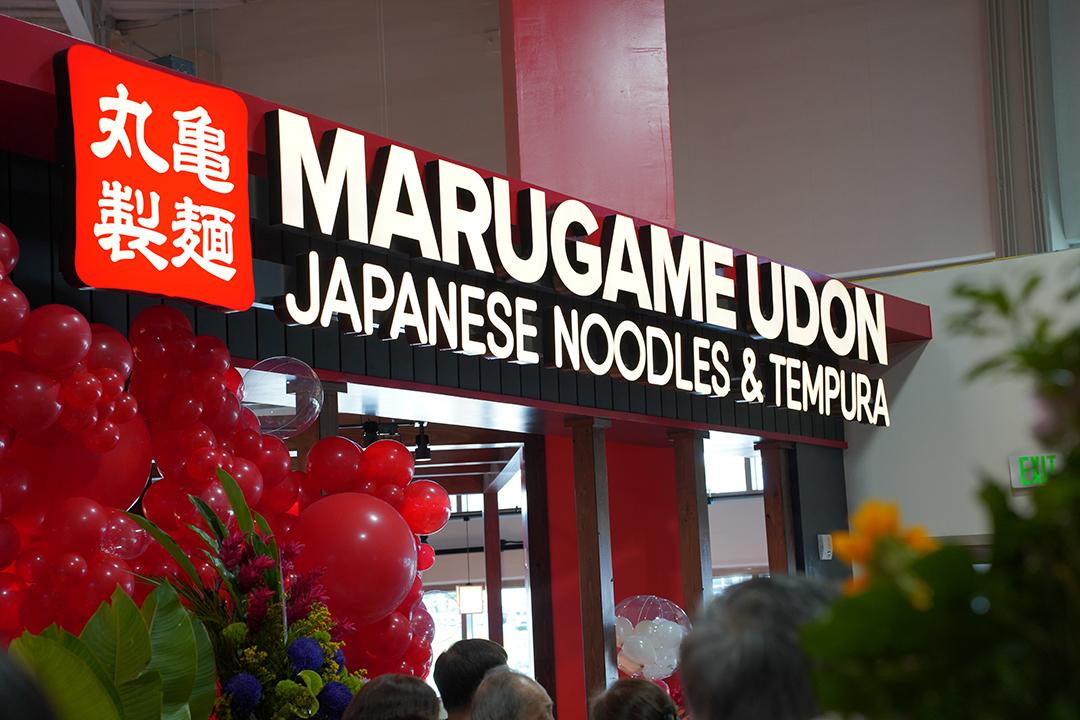 丸亀
製麺
MARUGAME UDON
JAPANESE NOODLES & TEMPURA
EXIT